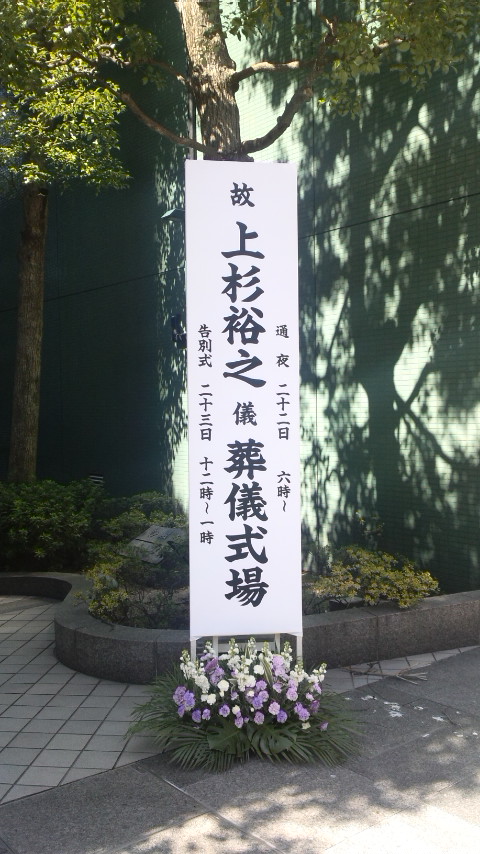 通夜 二十二日 六時～
故 上杉裕之 儀 葬儀式場
告別式 二十三日 十二時～一時